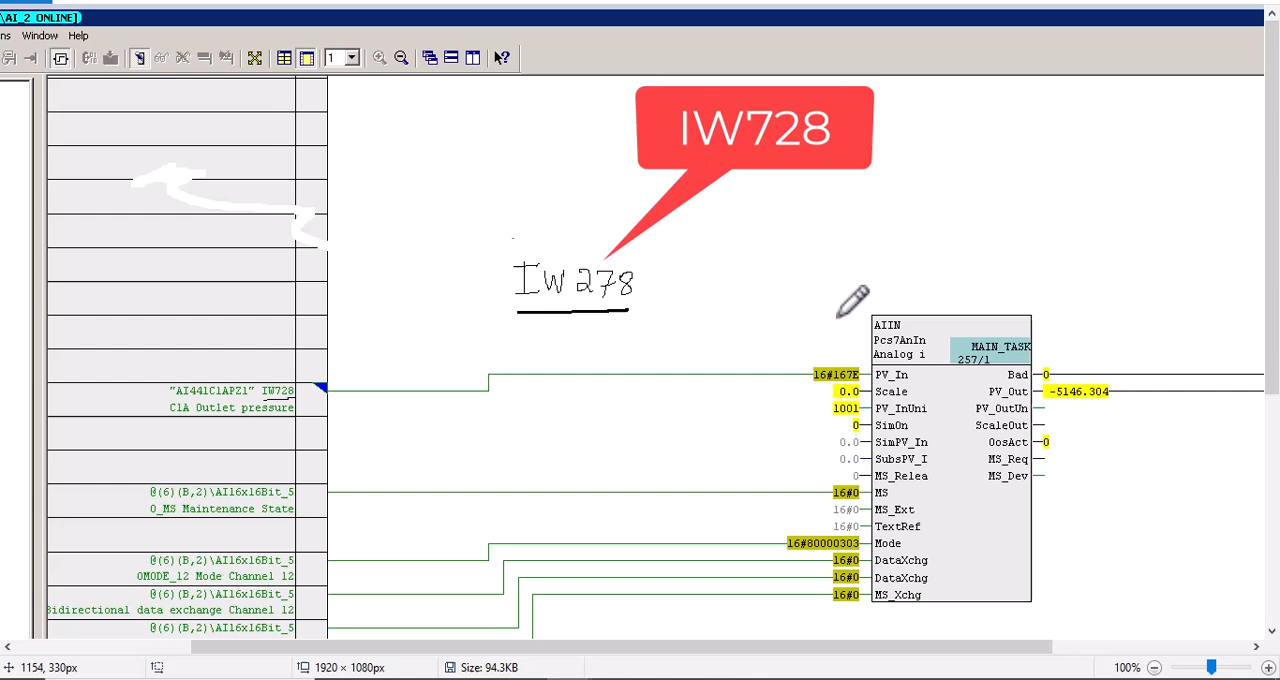 \AI_2 ONLINE]
ns Window Help
1
IW728
IW 278
"AI441C1APZ1" IW728
C1A Outlet pressure
@(6)(B,2)\AI16x16Bit_5
O_MS Maintenance State
@(6)(B,2)\AI16x16Bit_5
OMODE_12 Mode Channel 12
@(6)(B,2)\AI16x16Bit_5
Bidirectional data exchange Channel 12
@(6)(B,2)\AI16x16Bit_5
AIIN
Pcs7AnIn
Analog i
MAIN_TASK
257/1
16#167E PV_In Bad 0
0.0 Scale PV_Out -5146.304
1001 PV_InUni PV_OutUn
0 SimOn ScaleOut
0.0 SimPV_In OosAct 0
0.0 SubsPV_I MS_Req
0 MS_Relea MS_Dev
16#0 MS
16#0 MS_Ext
16#0 TextRef
16#80000303 Mode
16#0 DataXchg
16#0 DataXchg
16#0 MS_Xchg
1154, 330px 1920 × 1080px Size: 94.3KB 100%